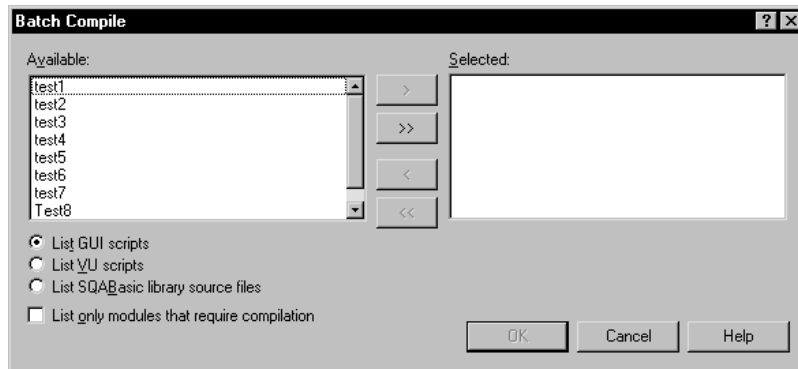 Batch Compile
Available:
Selected:
test1
test2
test3
test4
test5
test6
test7
Test8
>
>>
<
<<
List GUI scripts
List VU scripts
List SQABasic library source files
List only modules that require compilation
OK
Cancel
Help